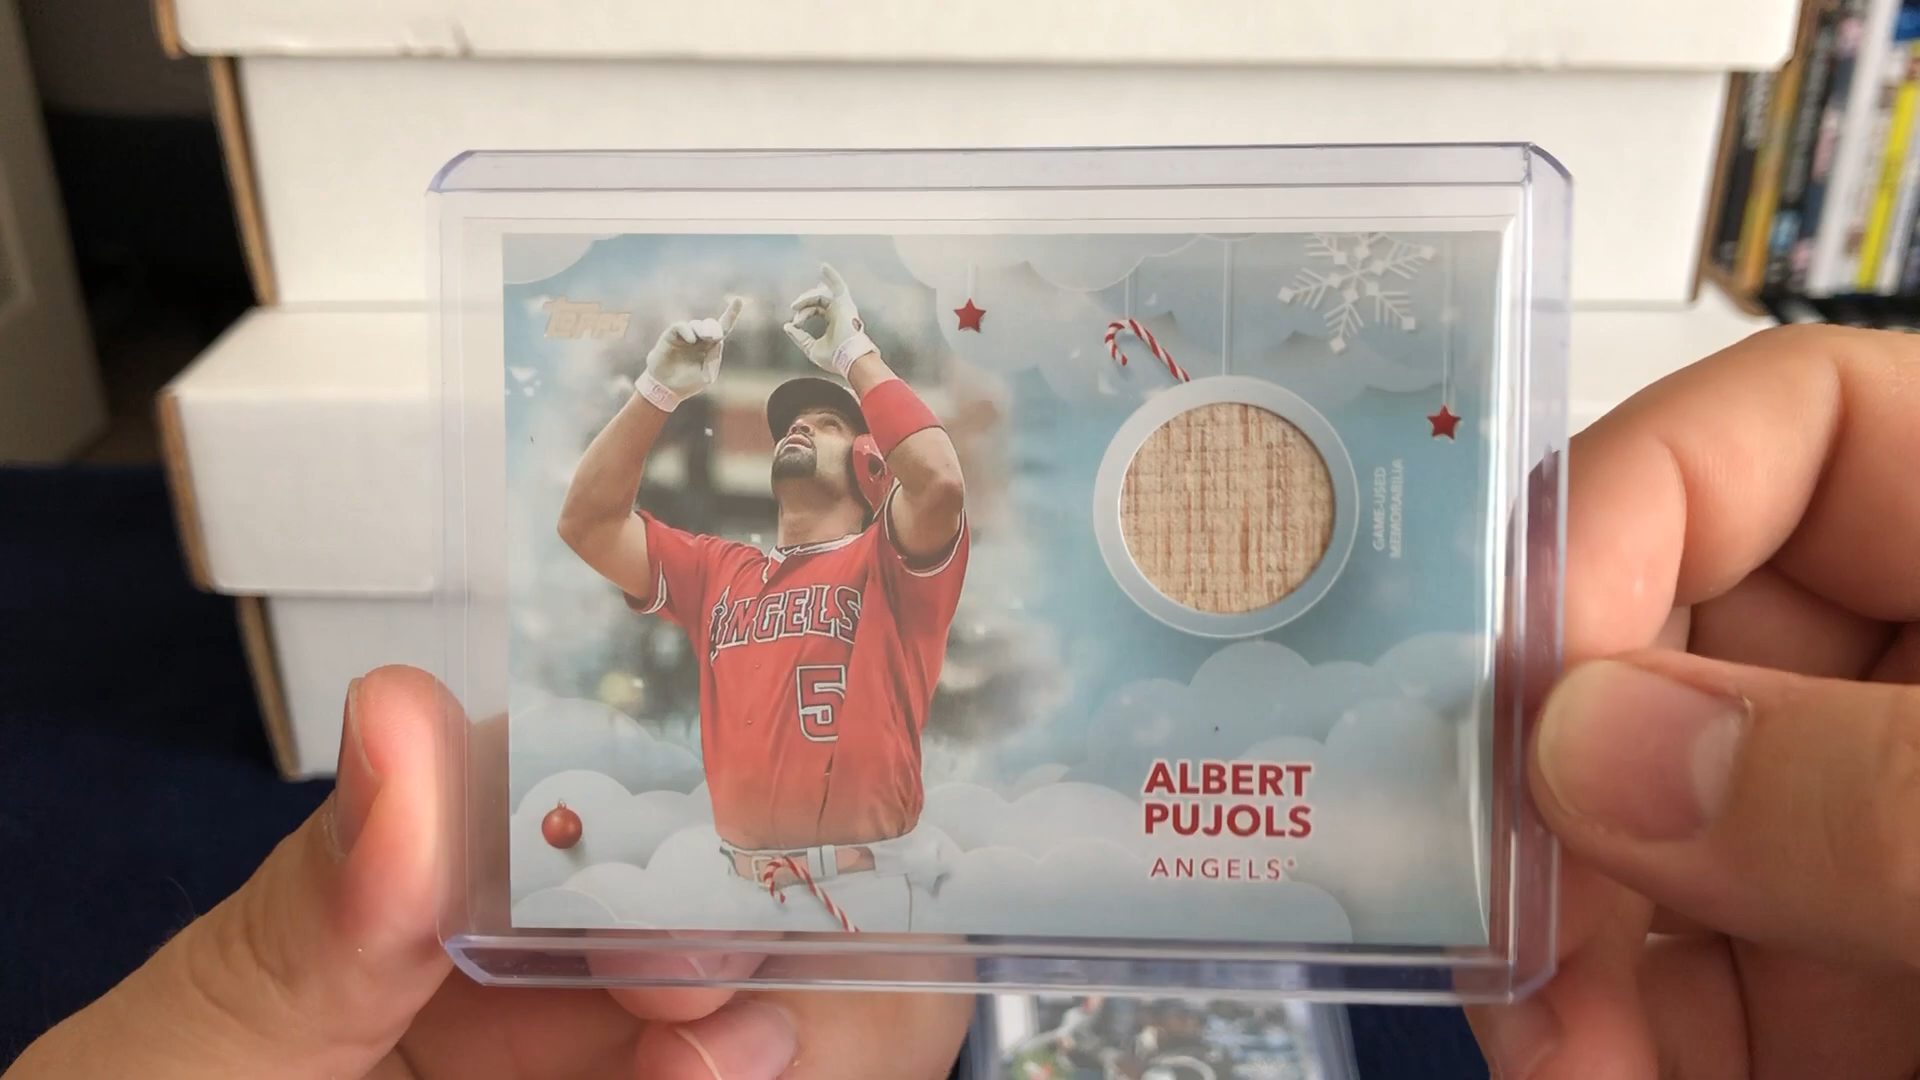 Topps
ANGELS
5
GAME-USED
MEMORABILIA
ALBERT
PUJOLS
ANGELS®